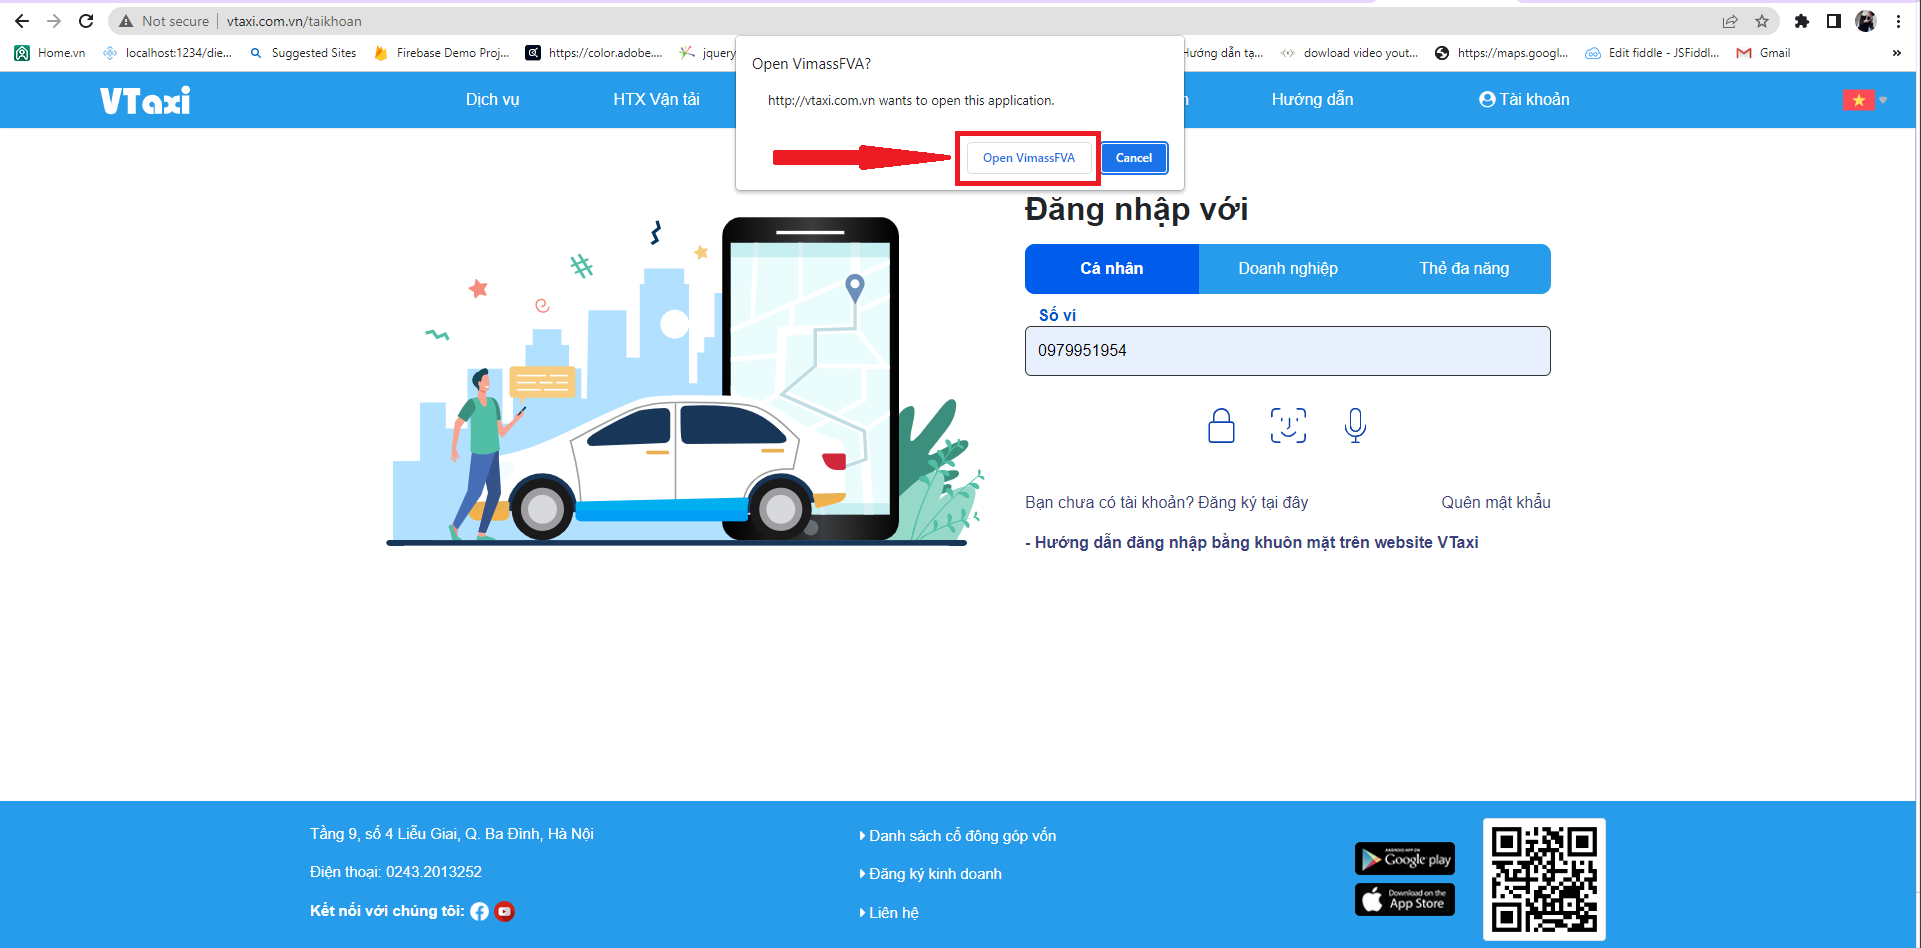 Not secure
vtaxi.com.vn/taikhoan
Home.vn
localhost:1234/die...
Suggested Sites
Firebase Demo Proj...
https://color.adobe....
jquery
Hướng dẫn tạ...
dowload video yout...
https://maps.googl...
Edit fiddle - JSFiddl...
Gmail
»
Open VimassFVA?
http://vtaxi.com.vn wants to open this application.
Open VimassFVA
Cancel
VTaxi
Dịch vụ
HTX Vận tải
Hướng dẫn
Tài khoản
Đăng nhập với
Cá nhân
Doanh nghiệp
Thẻ đa năng
Số ví
0979951954
Bạn chưa có tài khoản? Đăng ký tại đây
Quên mật khẩu
- Hướng dẫn đăng nhập bằng khuôn mặt trên website VTaxi
Tầng 9, số 4 Liễu Giai, Q. Ba Đình, Hà Nội
Điện thoại: 0243.2013252
Kết nối với chúng tôi:
Danh sách cổ đông góp vốn
Đăng ký kinh doanh
Liên hệ
ANDROID APP ON
Google play
Download on the
App Store